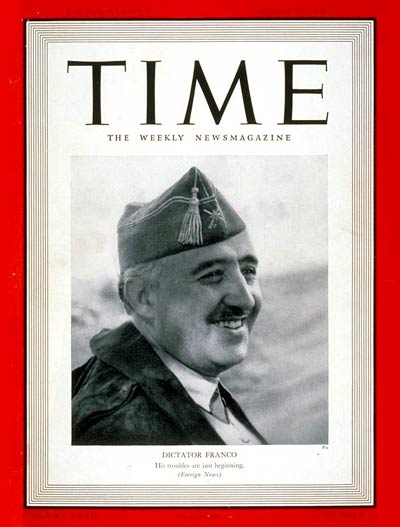 TIME
THE WEEKLY NEWSMAGAZINE
DICTATOR FRANCO
His troubles are just beginning.
(Foreign News)